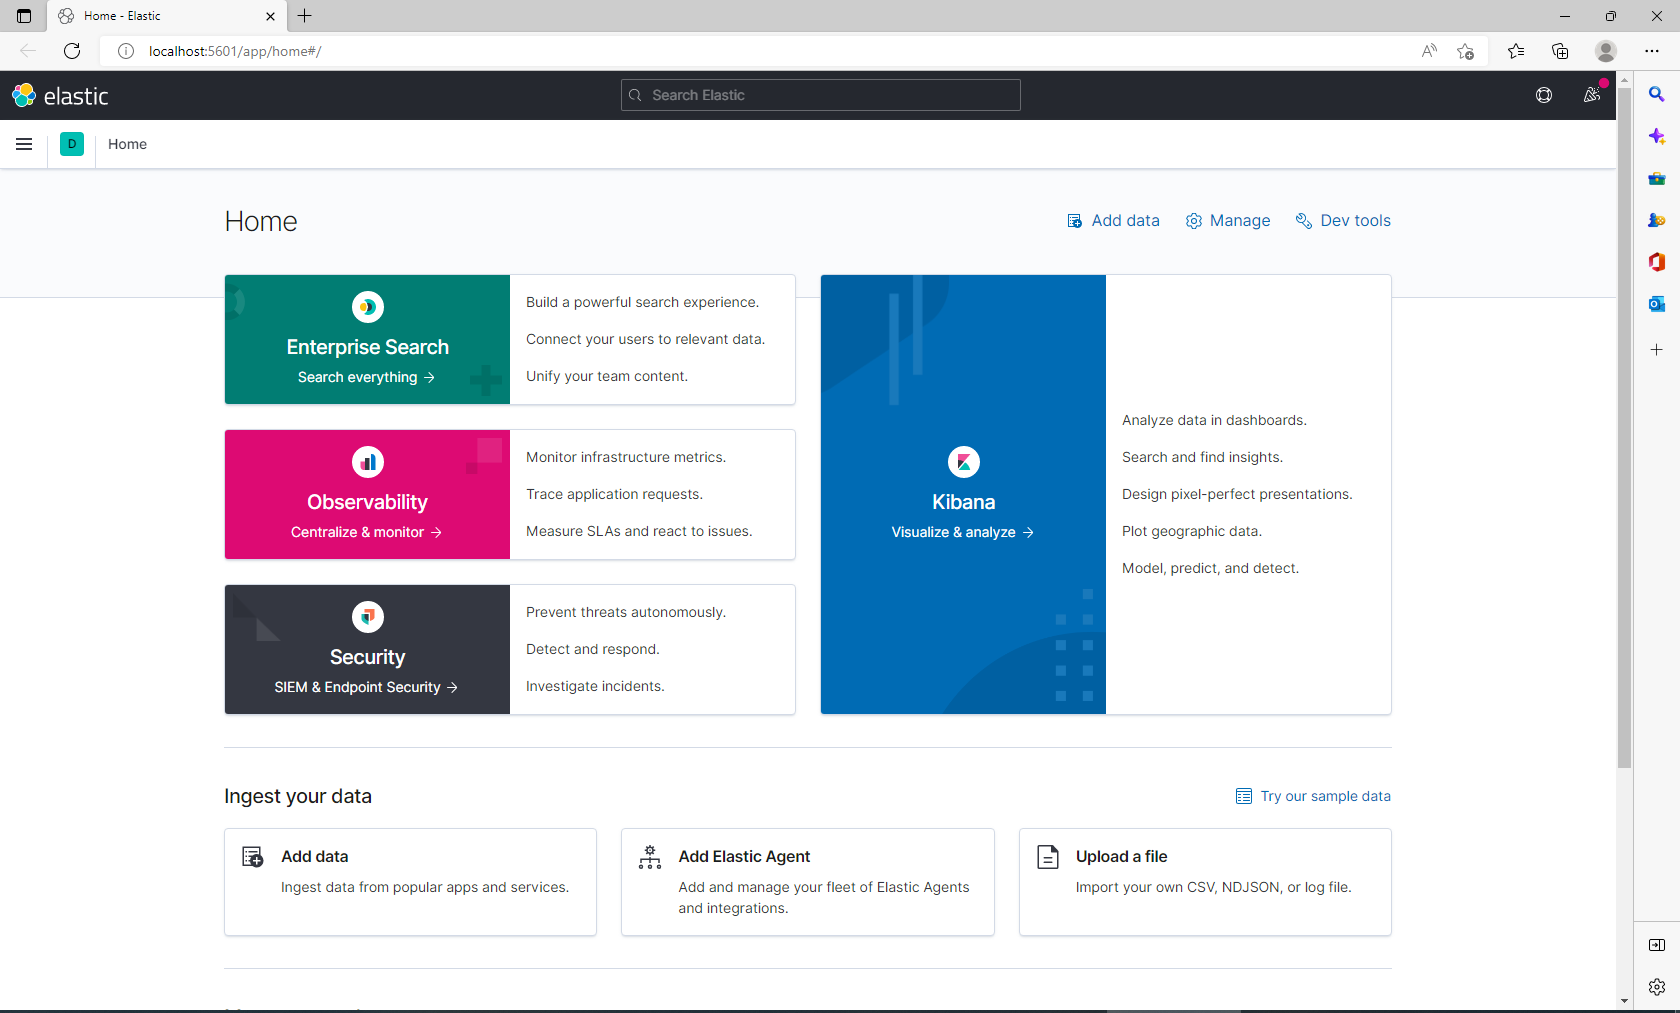 Home - Elastic
localhost:5601/app/home#/
elastic
Search Elastic
D
Home
Home
Add data
Manage
Dev tools
Enterprise Search
Search everything →
Build a powerful search experience.
Connect your users to relevant data.
Unify your team content.
Observability
Centralize & monitor →
Monitor infrastructure metrics.
Trace application requests.
Measure SLAs and react to issues.
Security
SIEM & Endpoint Security →
Prevent threats autonomously.
Detect and respond.
Investigate incidents.
Kibana
Visualize & analyze →
Analyze data in dashboards.
Search and find insights.
Design pixel-perfect presentations.
Plot geographic data.
Model, predict, and detect.
Ingest your data
Try our sample data
Add data
Ingest data from popular apps and services.
Add Elastic Agent
Add and manage your fleet of Elastic Agents
and integrations.
Upload a file
Import your own CSV, NDJSON, or log file.